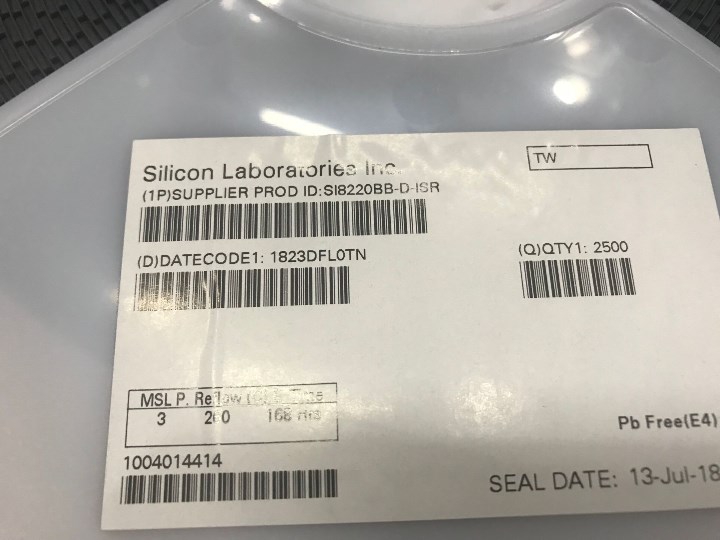 Silicon Laboratories Inc.
TW
(1P)SUPPLIER PROD ID:SI8220BB-D-ISR
(D)DATECODE1: 1823DFL0TN
(Q)QTY1: 2500
MSL P. Reflow
3 260 168 Hrs
Pb Free(E4)
1004014414
SEAL DATE: 13-Jul-18